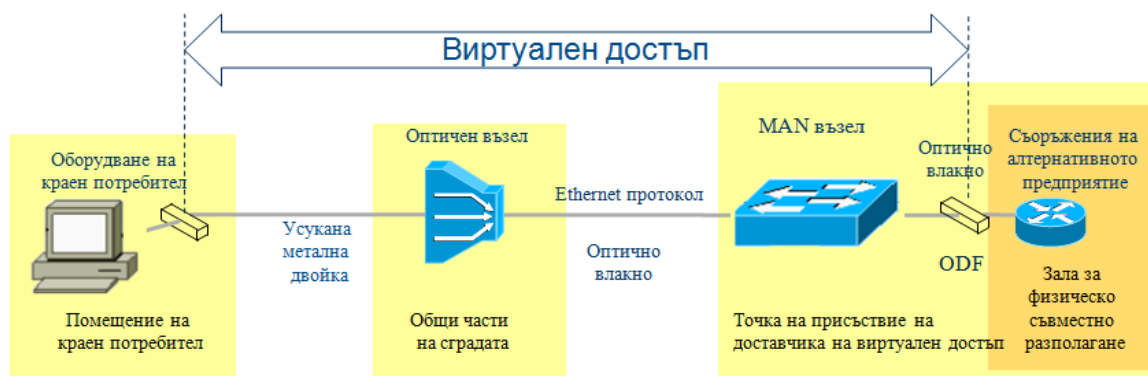 Виртуален достъп
Оборудване на
краен потребител
Усукана
метална
двойка
Помещение на
краен потребител
Оптичен възел
Общи части
на сградата
Ethernet протокол
Оптично
влакно
MAN възел
Оптично
влакно
ODF
Точка на присъствие на
доставчика на виртуален достъп
Съоръжения на
алтернативното
предприятие
Зала за
физическо
съвместно
разполагане